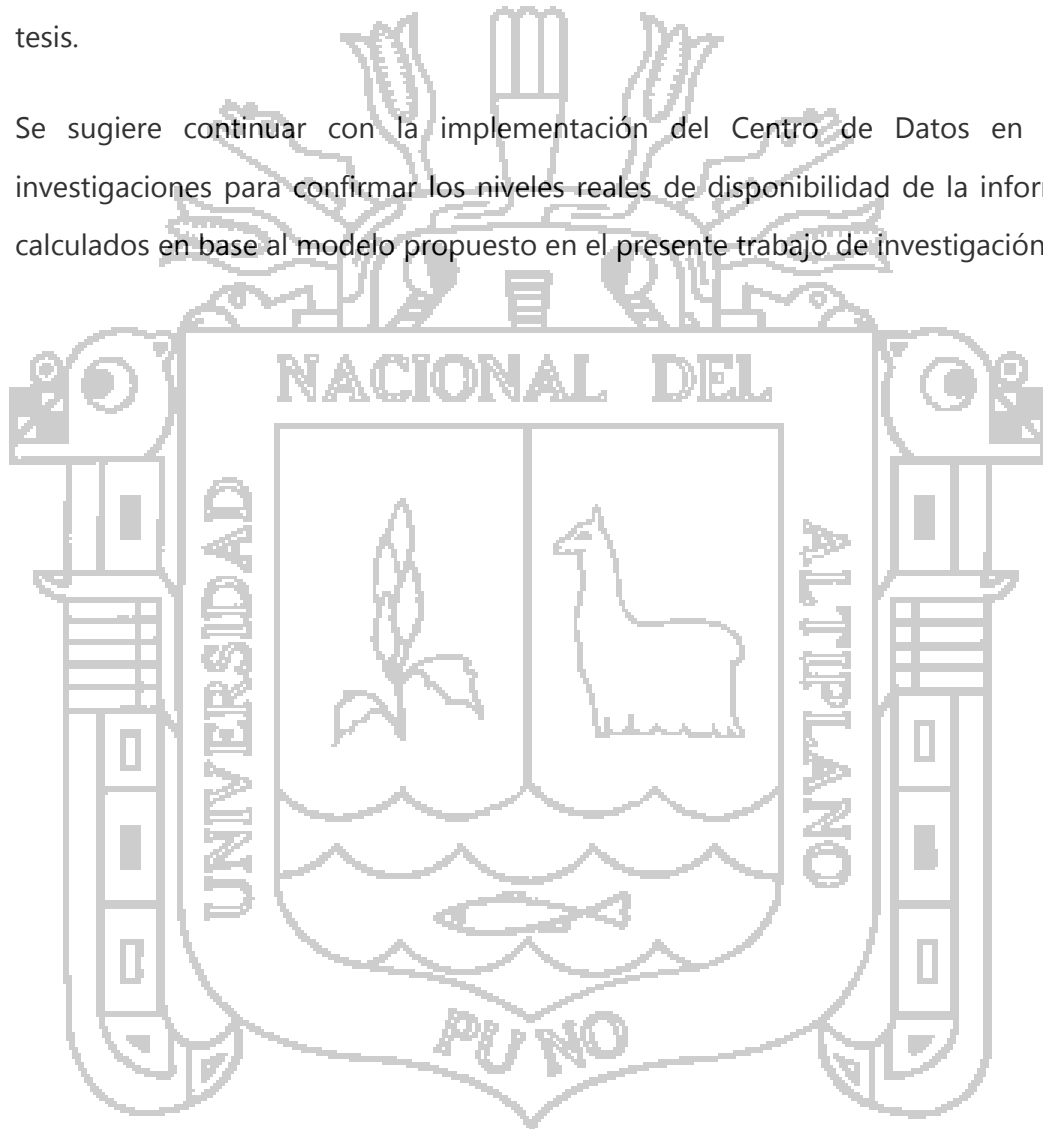 tesis.
Se sugiere continuar con la implementación del Centro de Datos en
investigaciones para confirmar los niveles reales de disponibilidad de la
calculados en base al modelo propuesto en el presente trabajo de investigación
NACIONAL DEL
UNIVERSIDAD
ALTIPLANO
PUNO